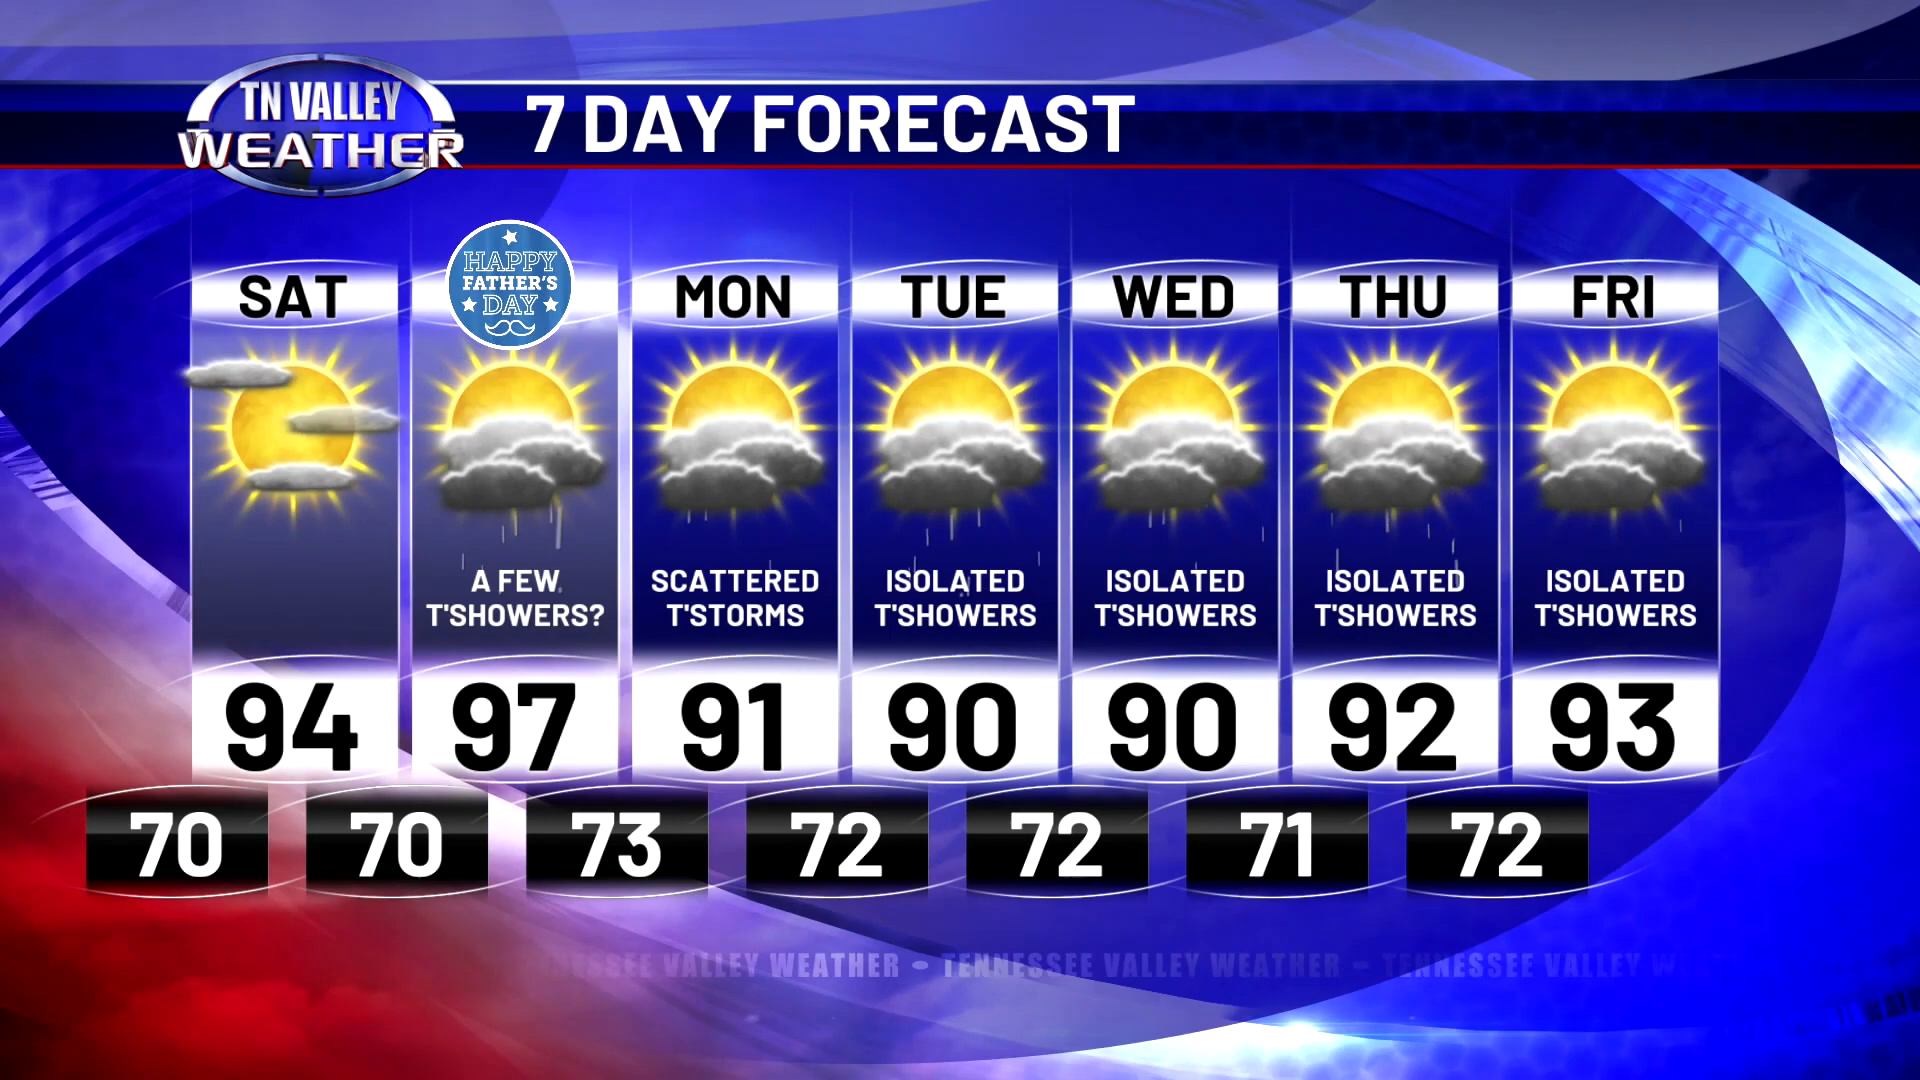 TN VALLEY
WEATHER
7 DAY FORECAST
HAPPY
FATHER'S
DAY
SAT
MON
TUE
WED
THU
FRI
A FEW
T'SHOWERS?
SCATTERED
T'STORMS
ISOLATED
T'SHOWERS
ISOLATED
T'SHOWERS
ISOLATED
T'SHOWERS
ISOLATED
T'SHOWERS
94
97
91
90
90
92
93
70
70
73
72
72
71
72
VALLEY WEATHER - TENNESSEE VALLEY WEATHER - TENNESSEE VALLEY